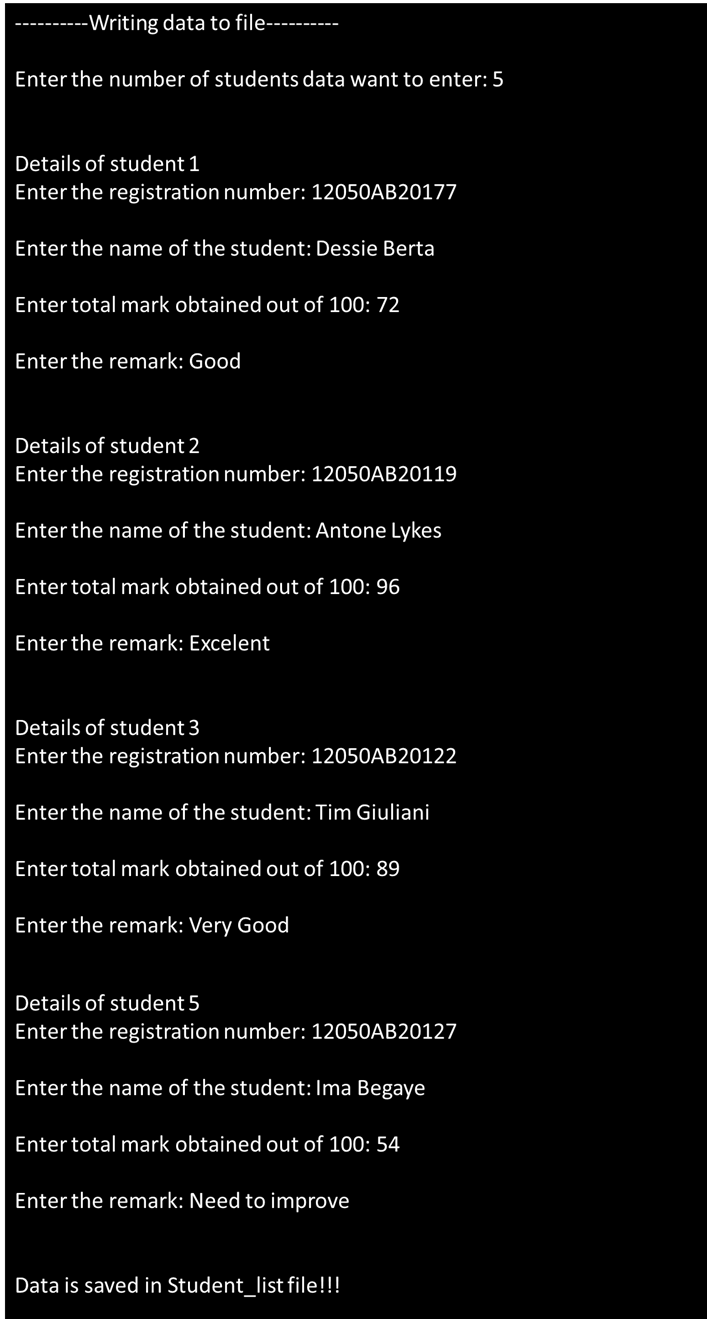 ----------Writing data to file----------
Enter the number of students data want to enter: 5
Details of student 1
Enter the registration number: 12050AB20177
Enter the name of the student: Dessie Berta
Enter total mark obtained out of 100: 72
Enter the remark: Good
Details of student 2
Enter the registration number: 12050AB20119
Enter the name of the student: Antone Lykes
Enter total mark obtained out of 100: 96
Enter the remark: Excelent
Details of student 3
Enter the registration number: 12050AB20122
Enter the name of the student: Tim Giuliani
Enter total mark obtained out of 100: 89
Enter the remark: Very Good
Details of student 5
Enter the registration number: 12050AB20127
Enter the name of the student: Ima Begaye
Enter total mark obtained out of 100: 54
Enter the remark: Need to improve
Data is saved in Student_list file!!!